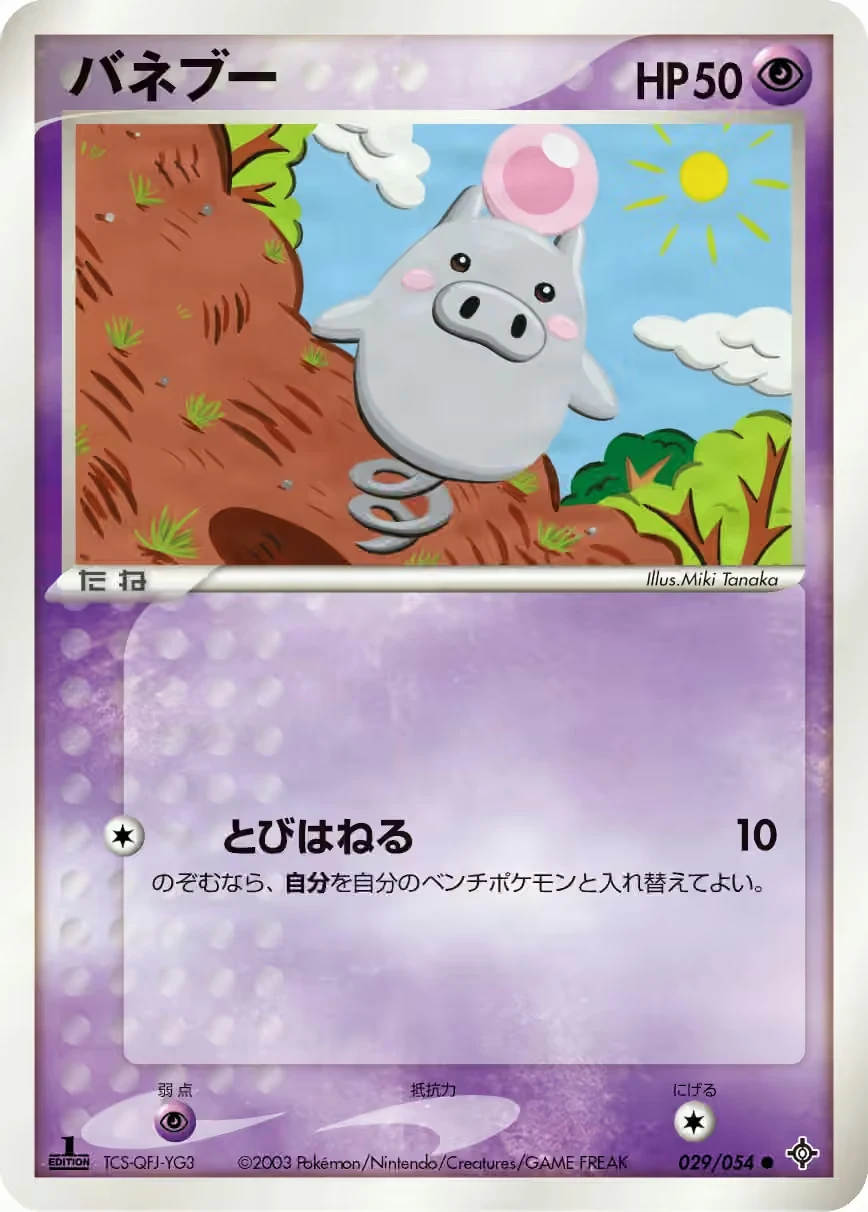 バネブー
HP50
たね
Illus.Miki Tanaka
とびはねる 10
のぞむなら、自分を自分のベンチポケモンと入れ替えてよい。
弱点 抵抗力 にげる
1 EDITION TCS-QFJ-YG3 ©2003 Pokémon/Nintendo/Creatures/GAME FREAK 029/054 ●